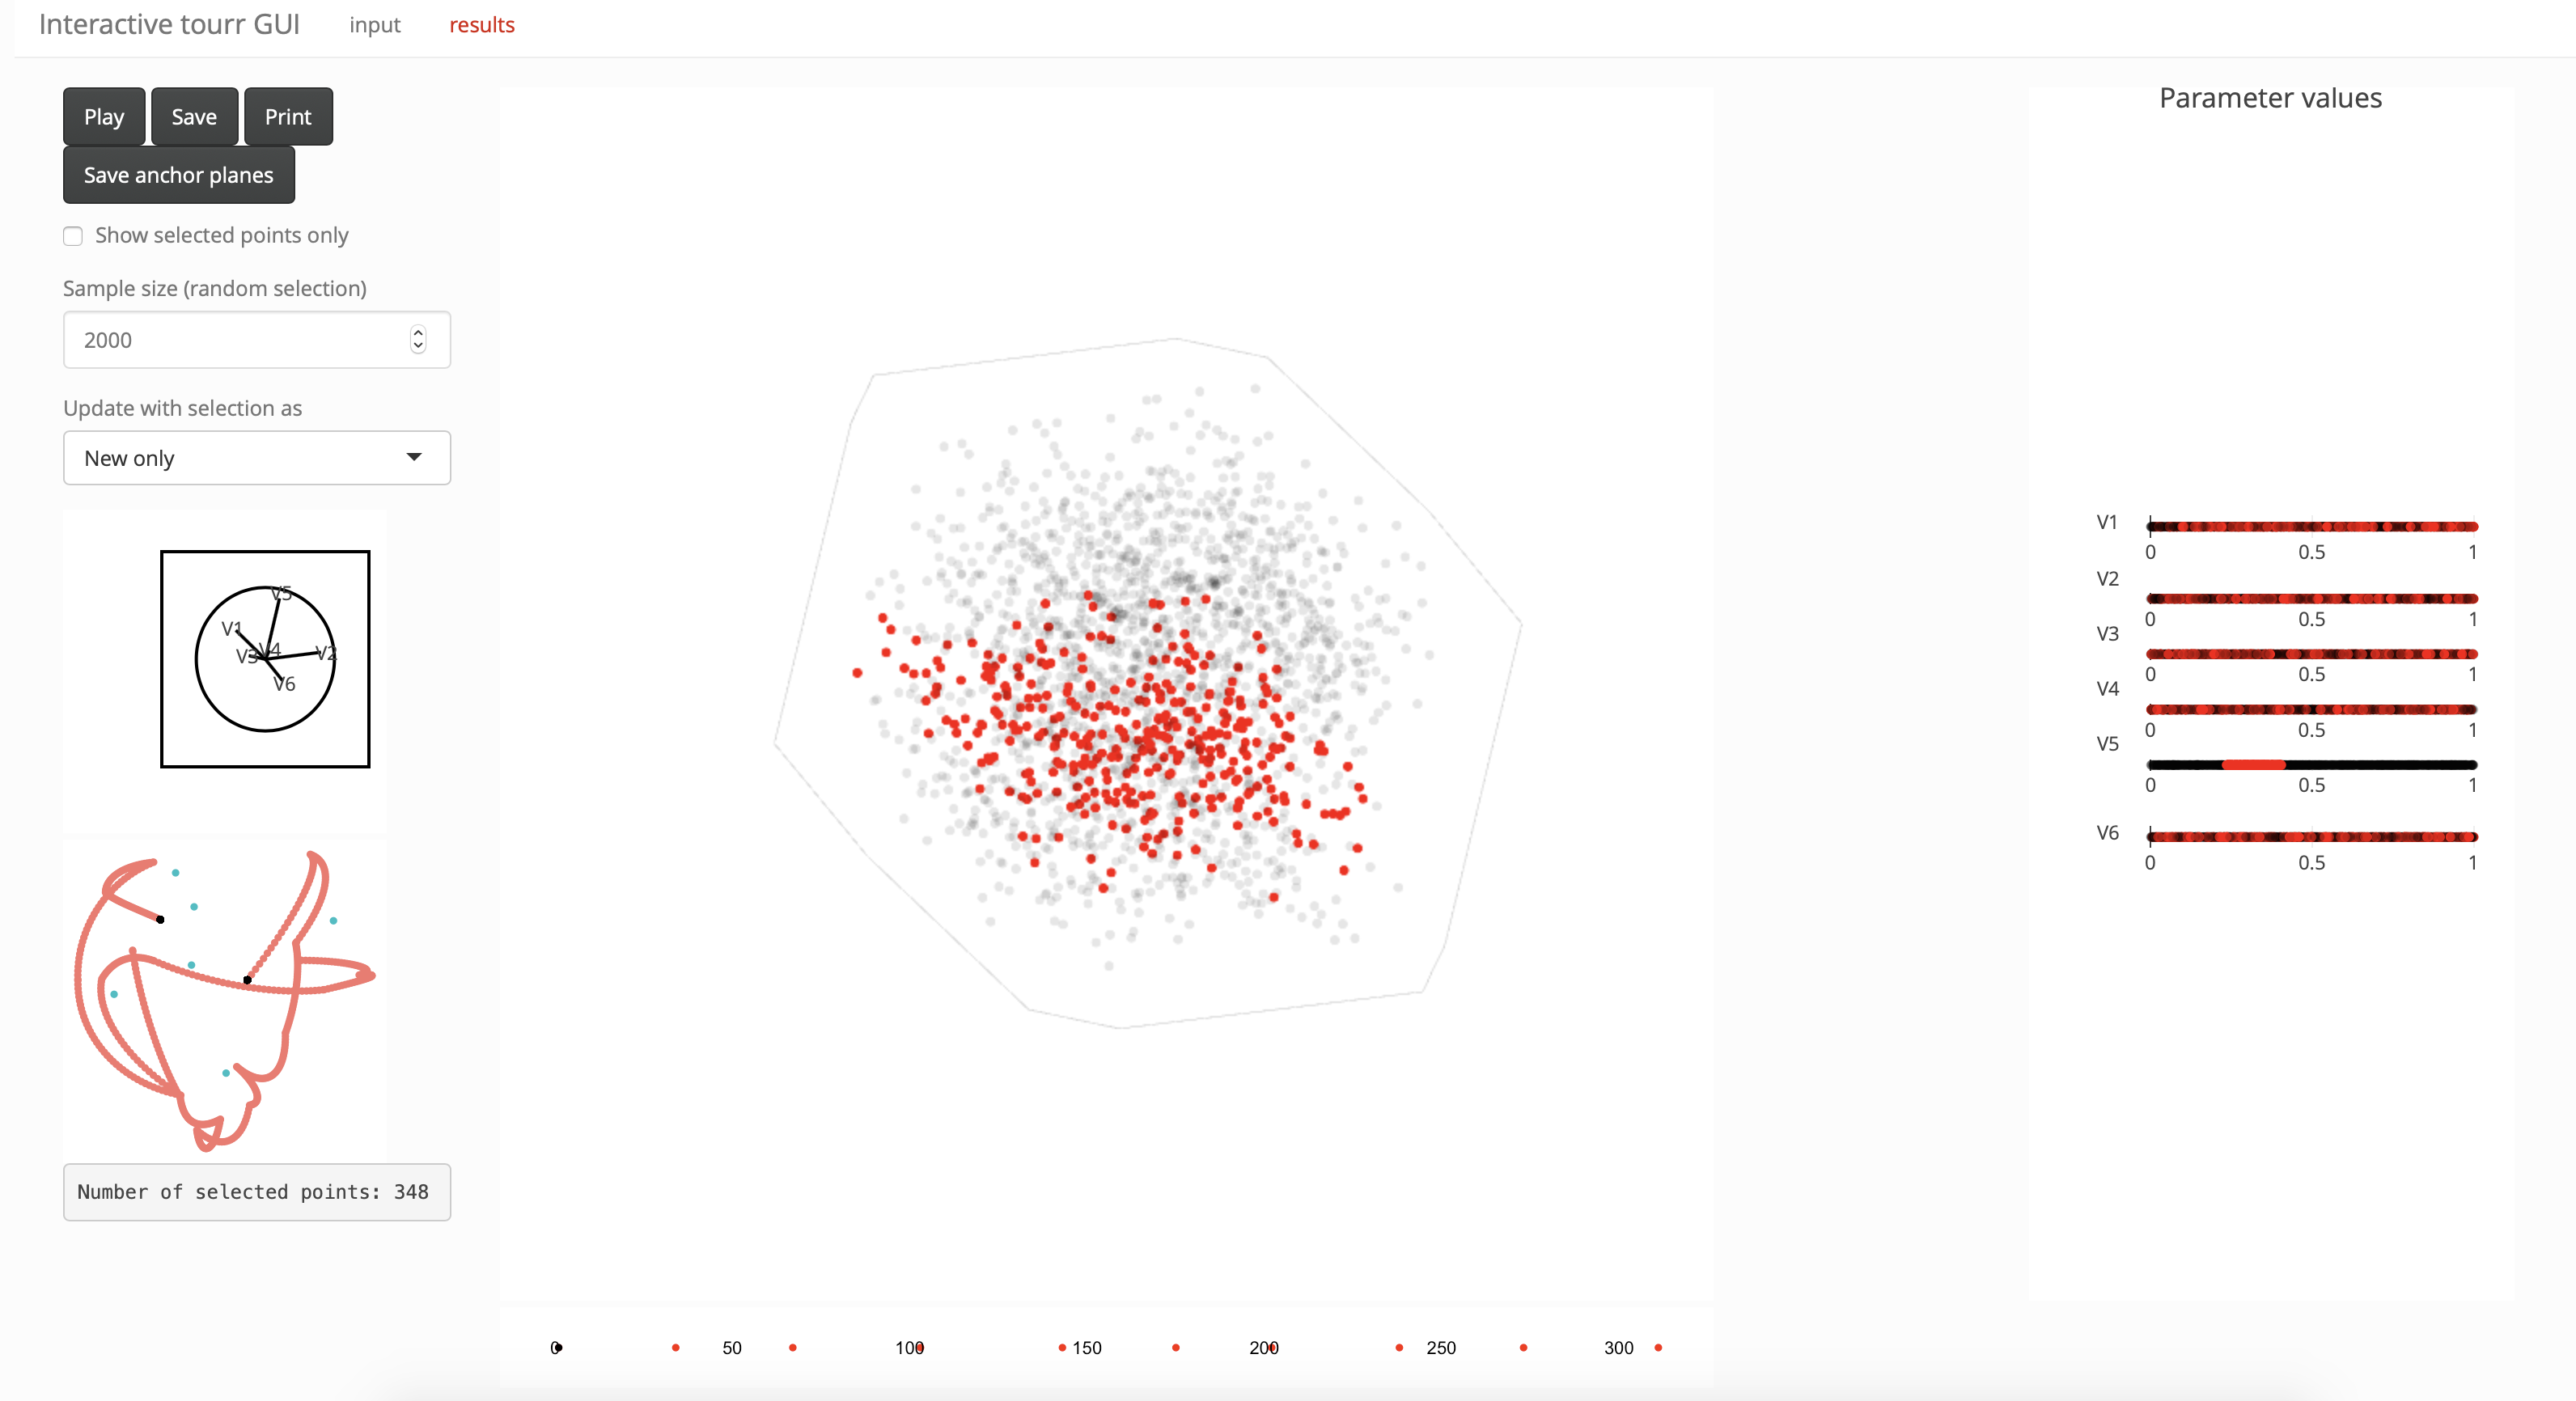 Interactive tourr GUI input results
Play Save Print
Save anchor planes
Show selected points only
Sample size (random selection)
2000
Update with selection as
New only
V5
V1
V3 V4 V2
V6
Number of selected points: 348
0 50 100 150 200 250 300
Parameter values
V1
0 0.5 1
V2
0 0.5 1
V3
0 0.5 1
V4
0 0.5 1
V5
0 0.5 1
V6
0 0.5 1